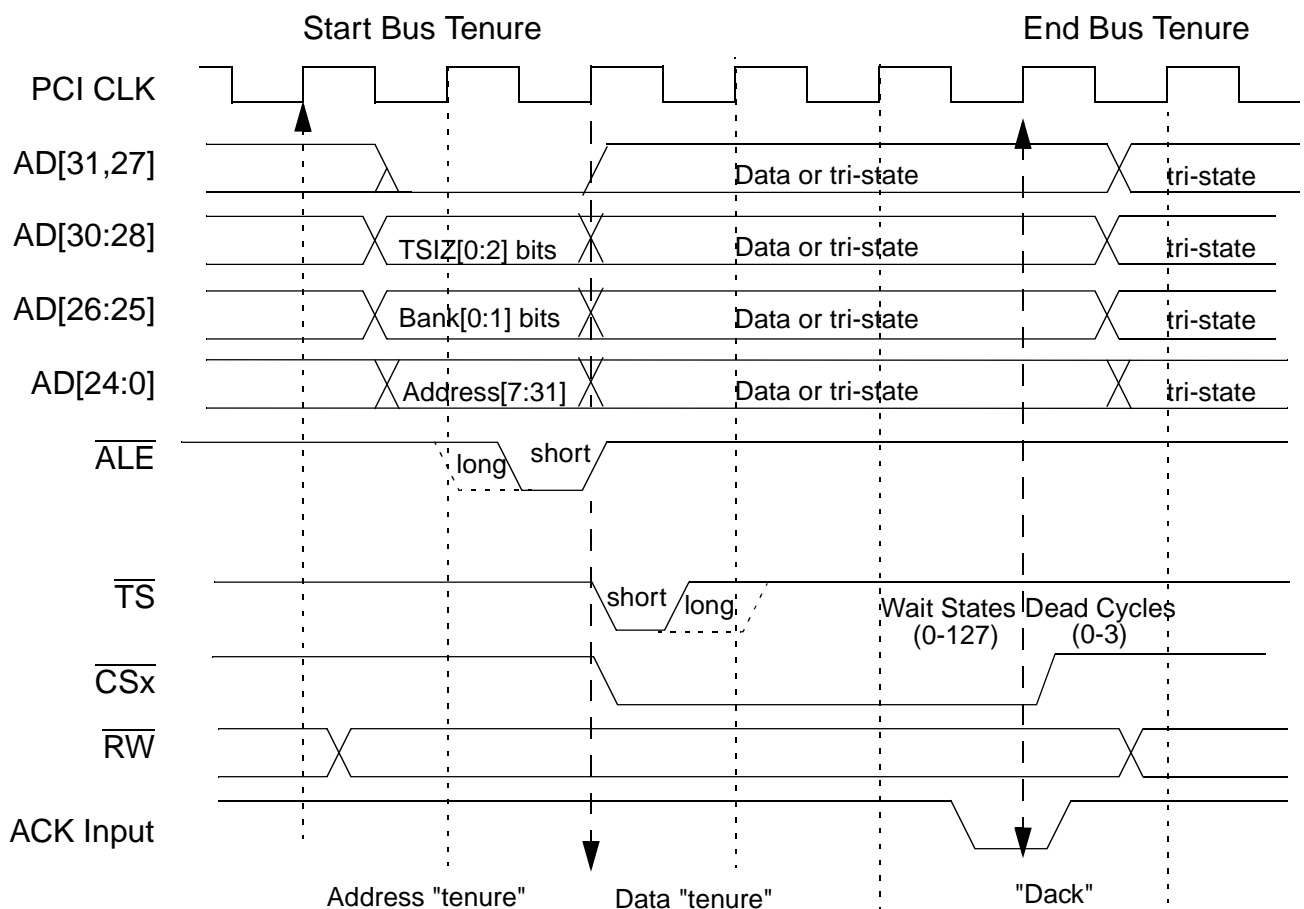 Start Bus Tenure
End Bus Tenure
PCI CLK
AD[31,27]
Data or tri-state
tri-state
AD[30:28]
TSIZ[0:2] bits
Data or tri-state
tri-state
AD[26:25]
Bank[0:1] bits
Data or tri-state
tri-state
AD[24:0]
Address[7:31]
Data or tri-state
tri-state
ALE
long
short
TS
short
long
Wait States
(0-127)
Dead Cycles
(0-3)
CSx
RW
ACK Input
Address "tenure"
Data "tenure"
"Dack"